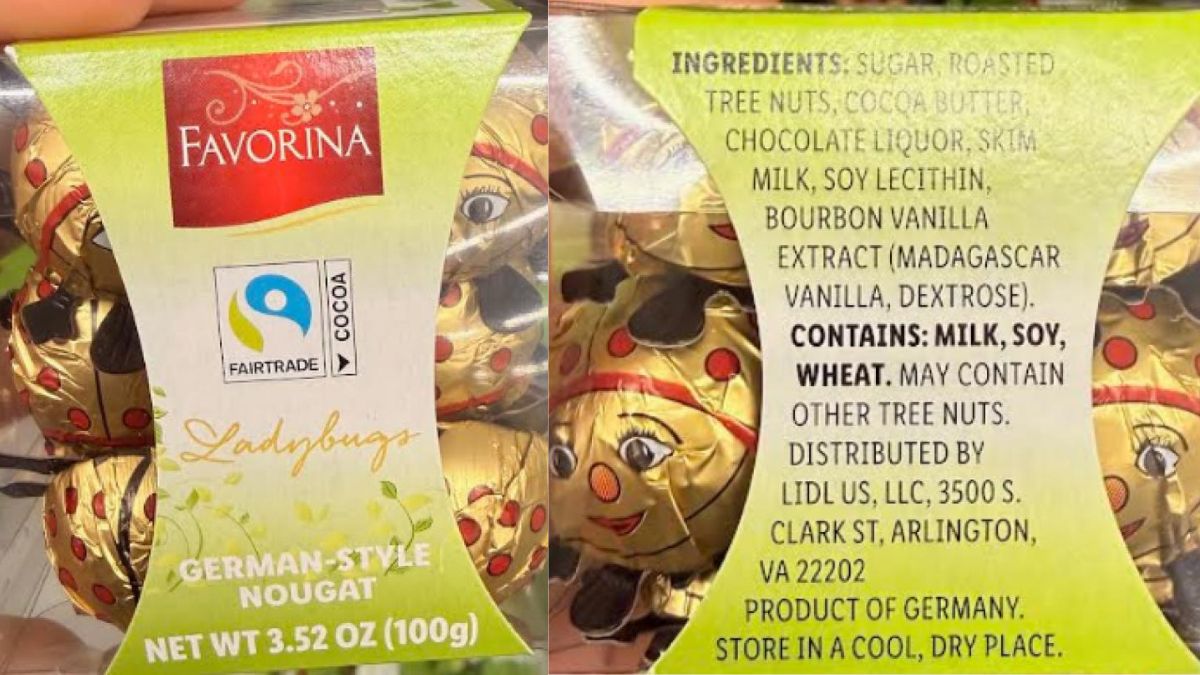 FAVORINA
FAIRTRADE
COCOA
Ladybugs
GERMAN-STYLE
NOUGAT
NET WT 3.52 OZ (100g)
INGREDIENTS: SUGAR, ROASTED
TREE NUTS, COCOA BUTTER,
CHOCOLATE LIQUOR, SKIM
MILK, SOY LECITHIN,
BOURBON VANILLA
EXTRACT (MADAGASCAR
VANILLA, DEXTROSE).
CONTAINS: MILK, SOY,
WHEAT. MAY CONTAIN
OTHER TREE NUTS.
DISTRIBUTED BY
LIDL US, LLC, 3500 S.
CLARK ST, ARLINGTON,
VA 22202
PRODUCT OF GERMANY.
STORE IN A COOL, DRY PLACE.